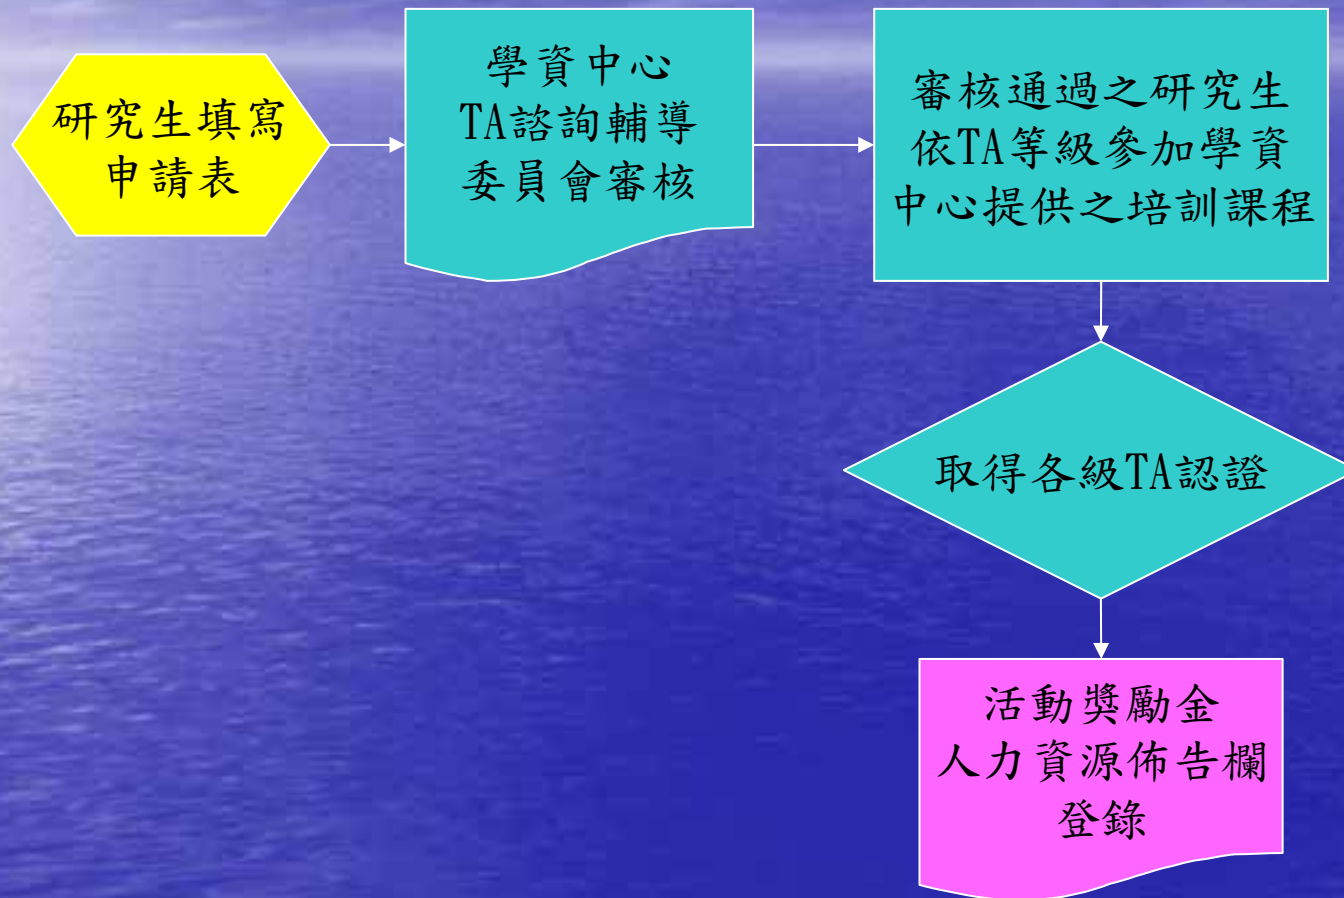 研究生填寫
申請表
學資中心
TA諮詢輔導
委員會審核
審核通過之研究生
依TA等級參加學資
中心提供之培訓課程
取得各級TA認證
活動獎勵金
人力資源佈告欄
登錄